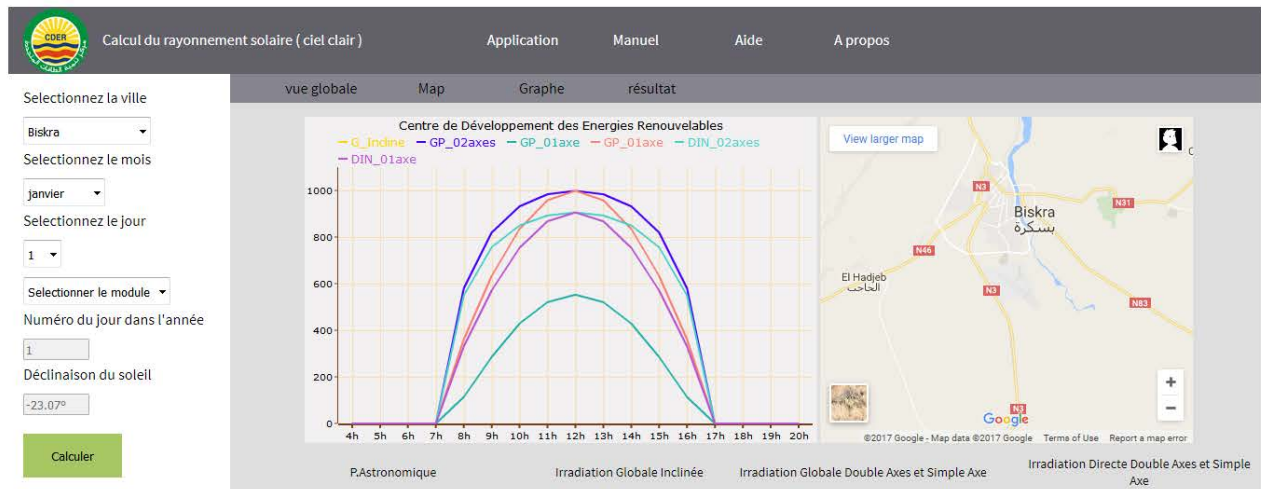 CDER
Calcul du rayonnement solaire ( ciel clair )
Application
Manuel
Aide
A propos
Selectionnez la ville
Biskra
Selectionnez le mois
janvier
Selectionnez le jour
1
Selectionner le module
Numéro du jour dans l'année
1
Déclinaison du soleil
-23.07º
Calculer
vue globale
Map
Graphe
résultat
Centre de Développement des Energies Renouvelables
G_Incline GP_02axes GP_01axe GP_01axe DIN_02axes
DIN_01axe
1000
800
600
400
200
0
4h 5h 6h 7h 8h 9h 10h 11h 12h 13h 14h 15h 16h 17h 18h 19h 20h
View larger map
N3
N31
Biskra
بسكرة
N46
El Hadjeb
الحاجب
N3
N83
N3
+
−
Google
©2017 Google - Map data ©2017 Google Terms of Use Report a map error
P.Astronomique
Irradiation Globale Inclinée
Irradiation Globale Double Axes et Simple Axe
Irradiation Directe Double Axes et Simple
Axe